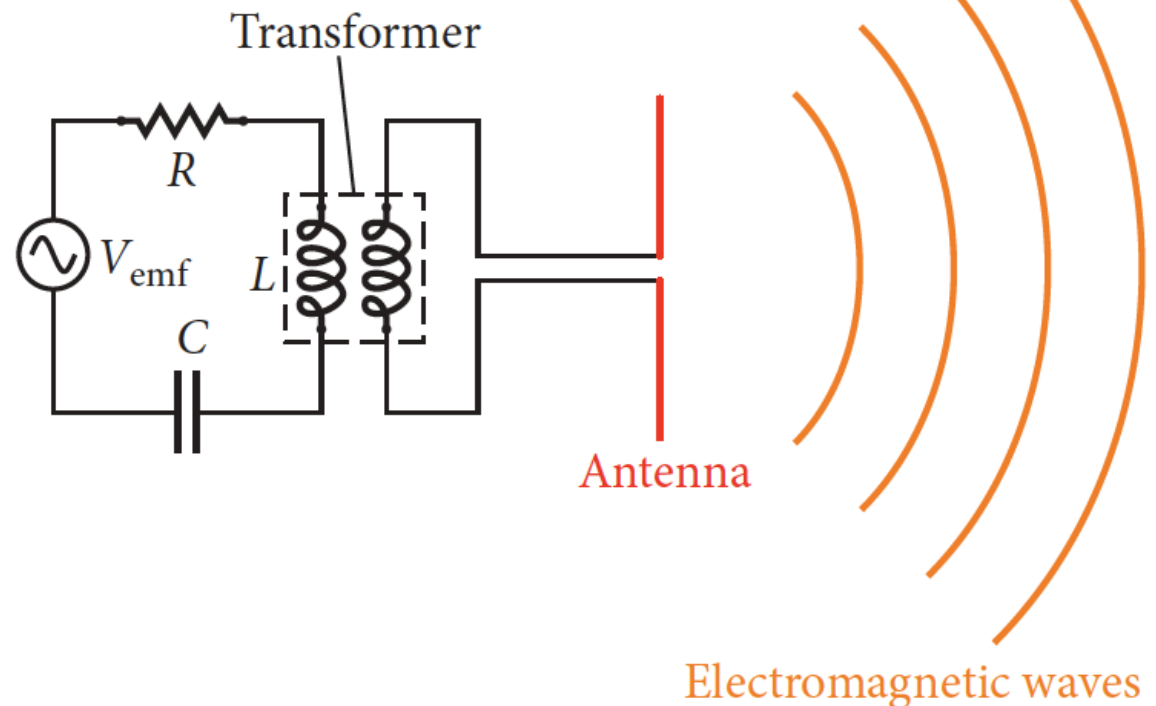 Transformer
R
V_emf
L
C
Antenna
Electromagnetic waves